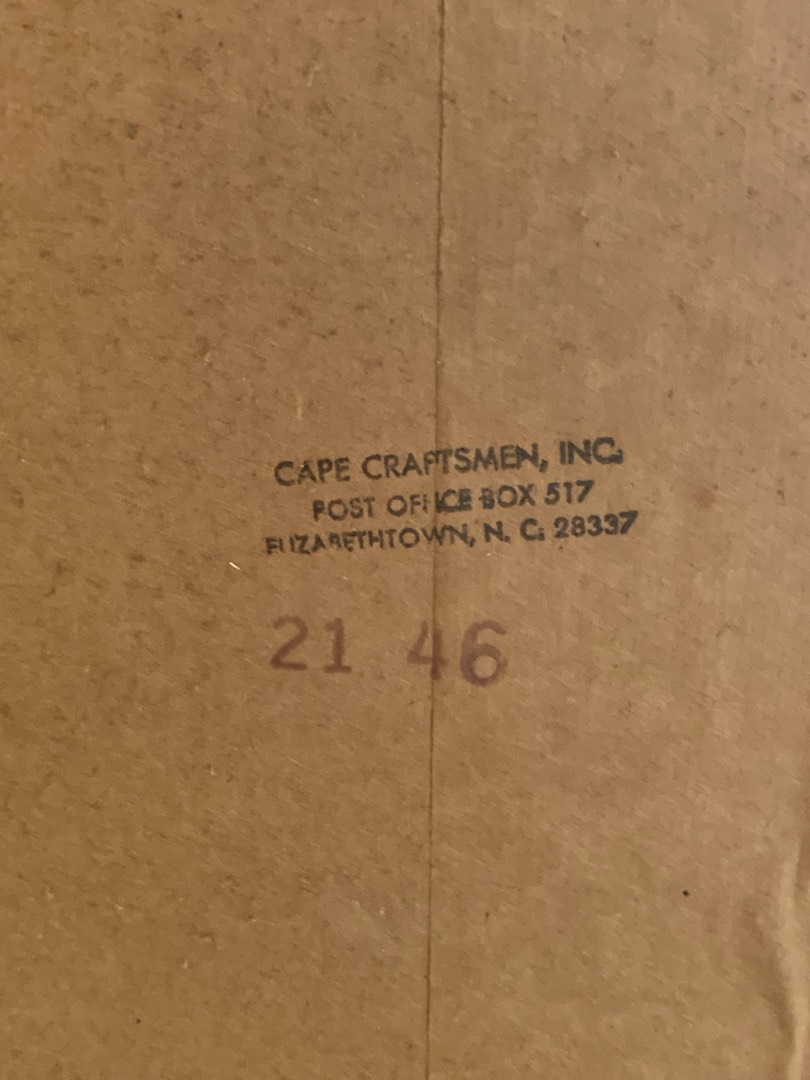 CAPE CRAFTSMEN, INC.
POST OFFICE BOX 517
ELIZABETHTOWN, N. C. 28337
21 46